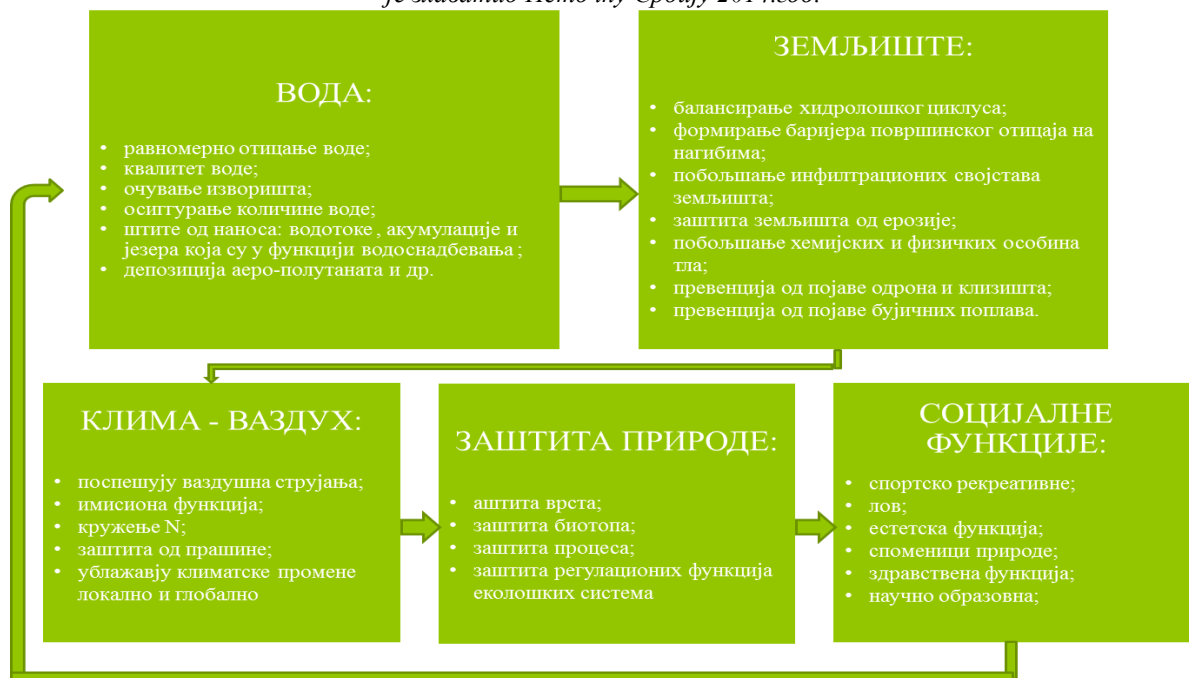 Србију 2014.год.
ВОДА:
• равномерно отицање воде;
• квалитет воде;
• очување изворишта;
• осиггурање количине воде;
• штите од наноса: водотоке , акумулације и
језера која су у функцији водоснадбевања ;
• депозиција аеро-полутаната и др.
ЗЕМЉИШТЕ:
• балансирање хидролошког циклуса;
• формирање баријера површинског отицаја на
нагибима;
• побољшање инфилтрационих својстава
земљишта;
• заштита земљишта од ерозије;
• побољшање хемијских и физичких особина
тла;
• превенција од појаве одрона и клизишта;
• превенција од појаве бујичних поплава.
КЛИМА - ВАЗДУХ:
• поспешују ваздушна струјања;
• имисиона функција;
• кружење N;
• заштита од прашине;
• ублажавју климатске промене
локално и глобално
ЗАШТИТА ПРИРОДЕ:
• аштита врста;
• заштита биотопа;
• заштита процеса;
• заштита регулационих функција
еколошких система
СОЦИЈАЛНЕ
ФУНКЦИЈЕ:
• спортско рекреативне;
• лов;
• естетска функција;
• споменици природе;
• здравствена функција;
• научно образовна;